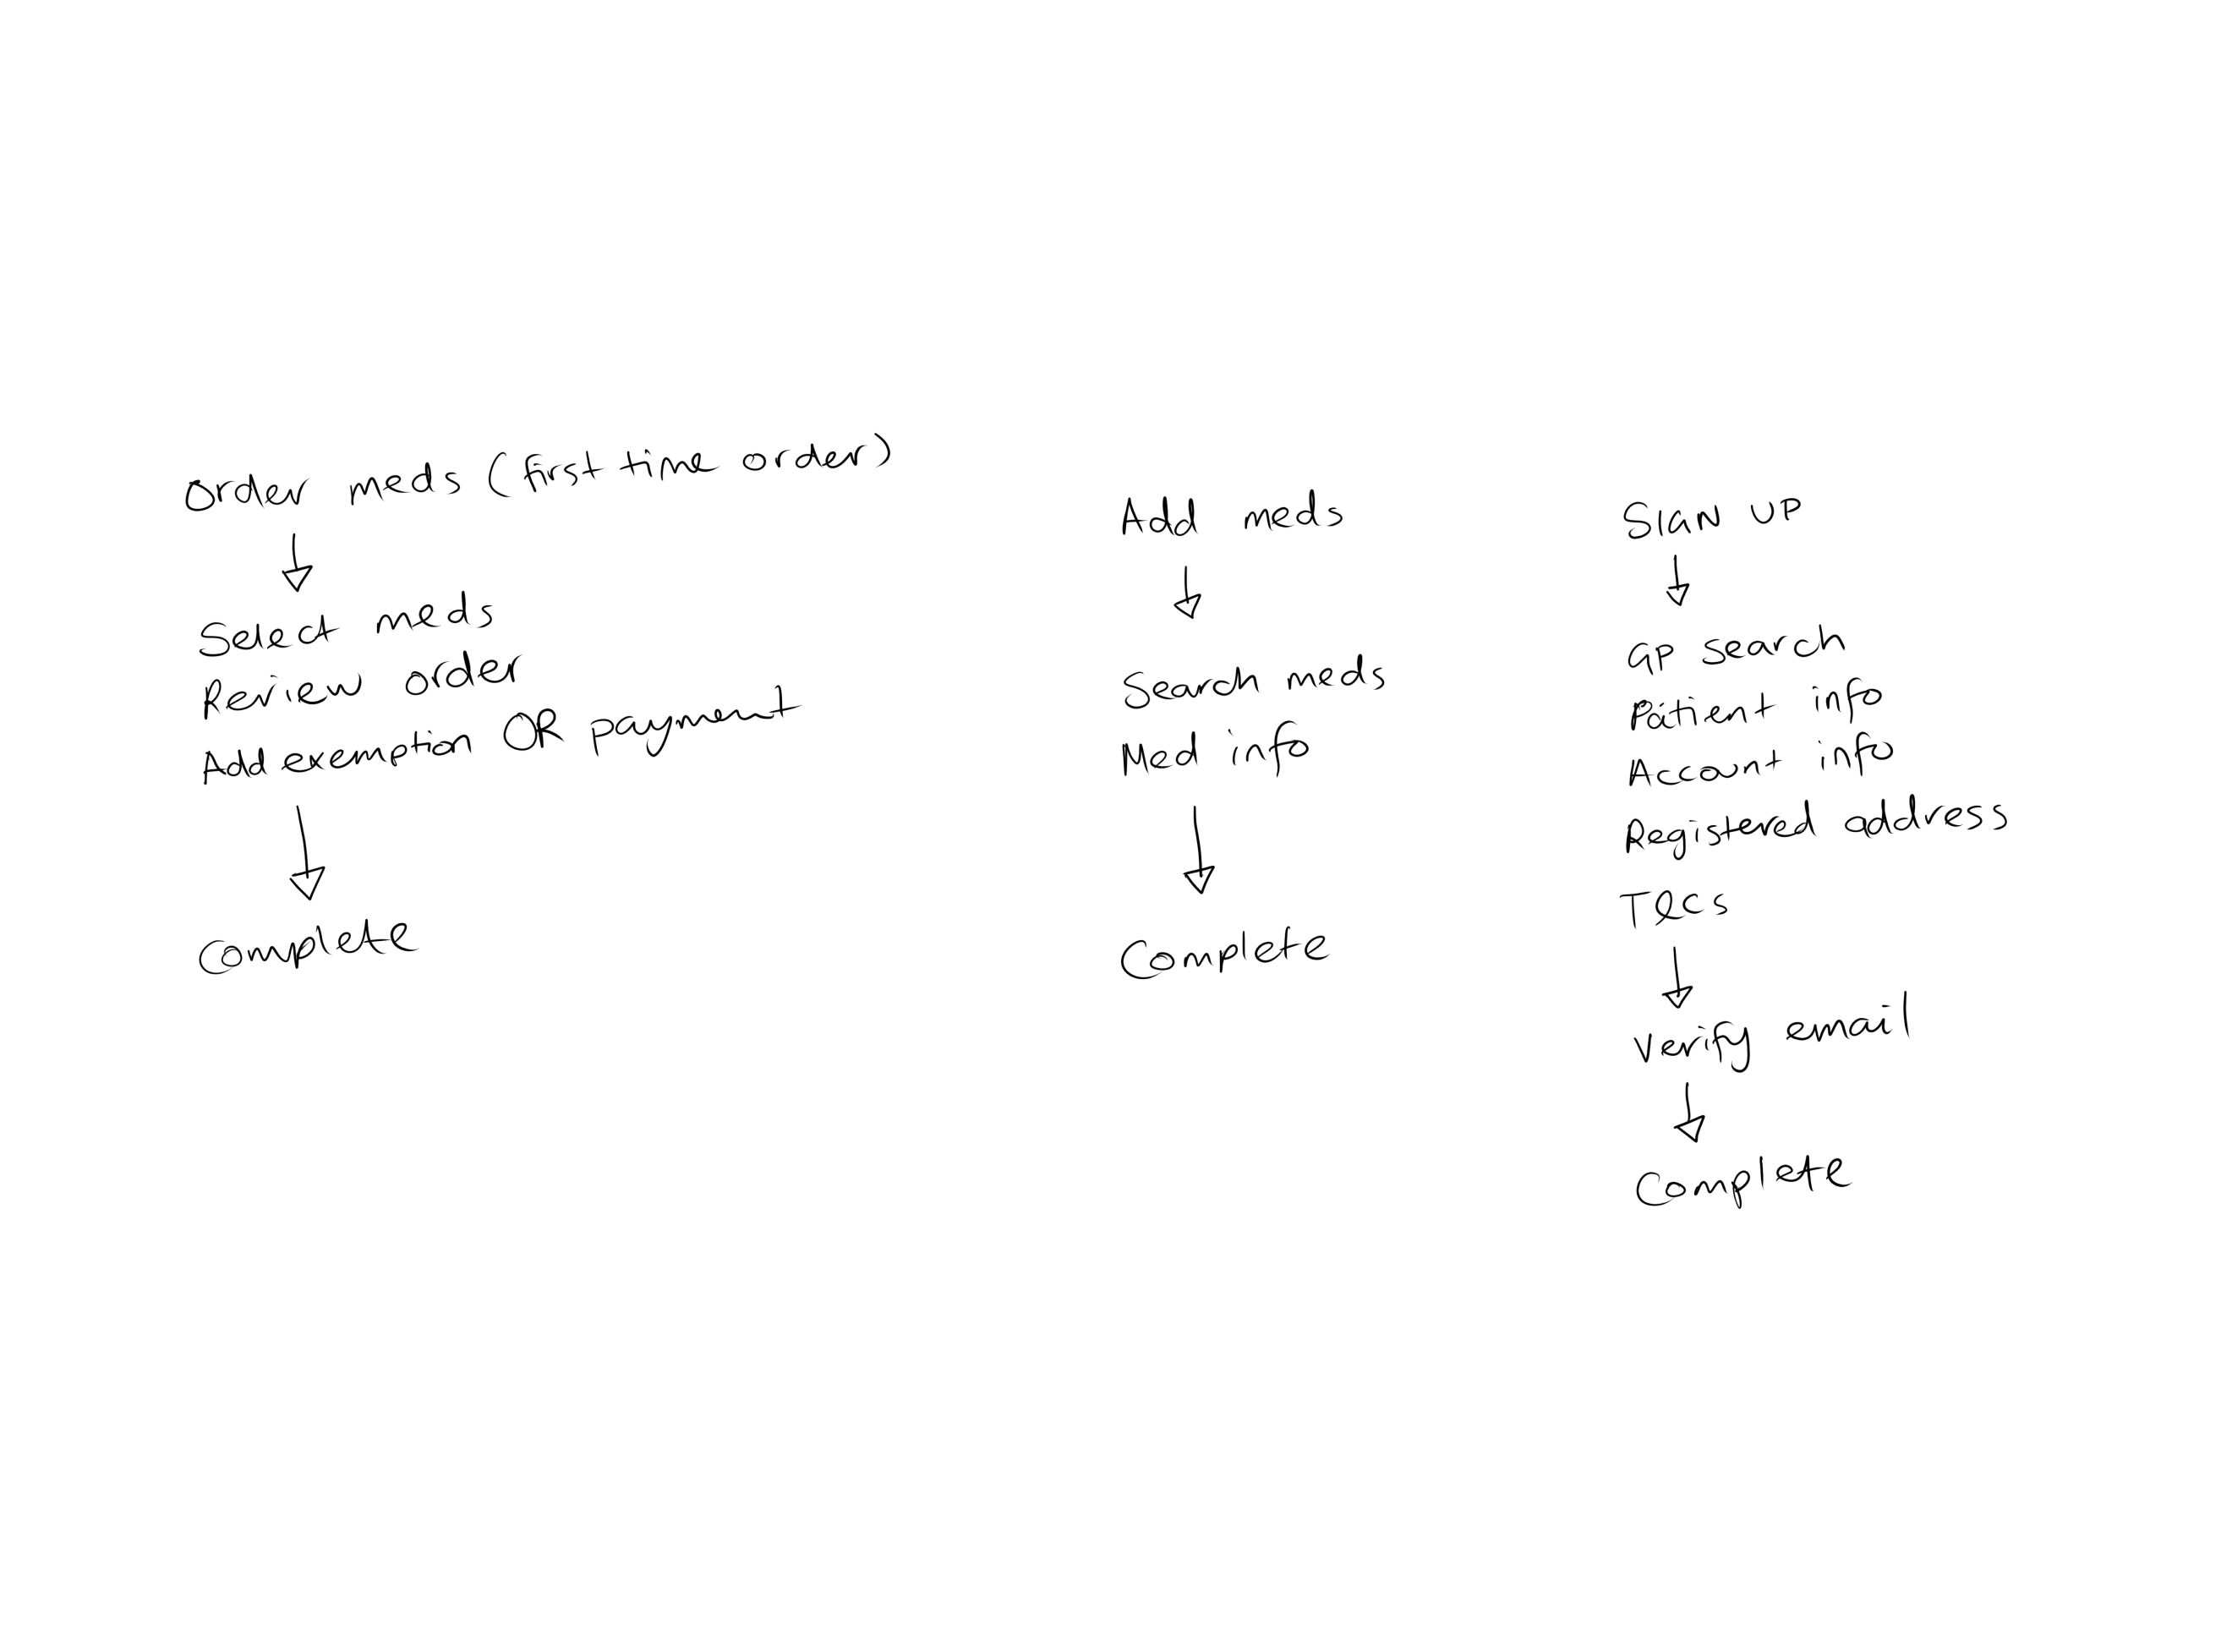 Order meds (first time order)
Select meds
Review order
Add exemption OR payment
Complete
Add meds
Search meds
Med info
Complete
Sign up
GP search
Patient info
Account info
Registered address
T&Cs
Verify email
Complete